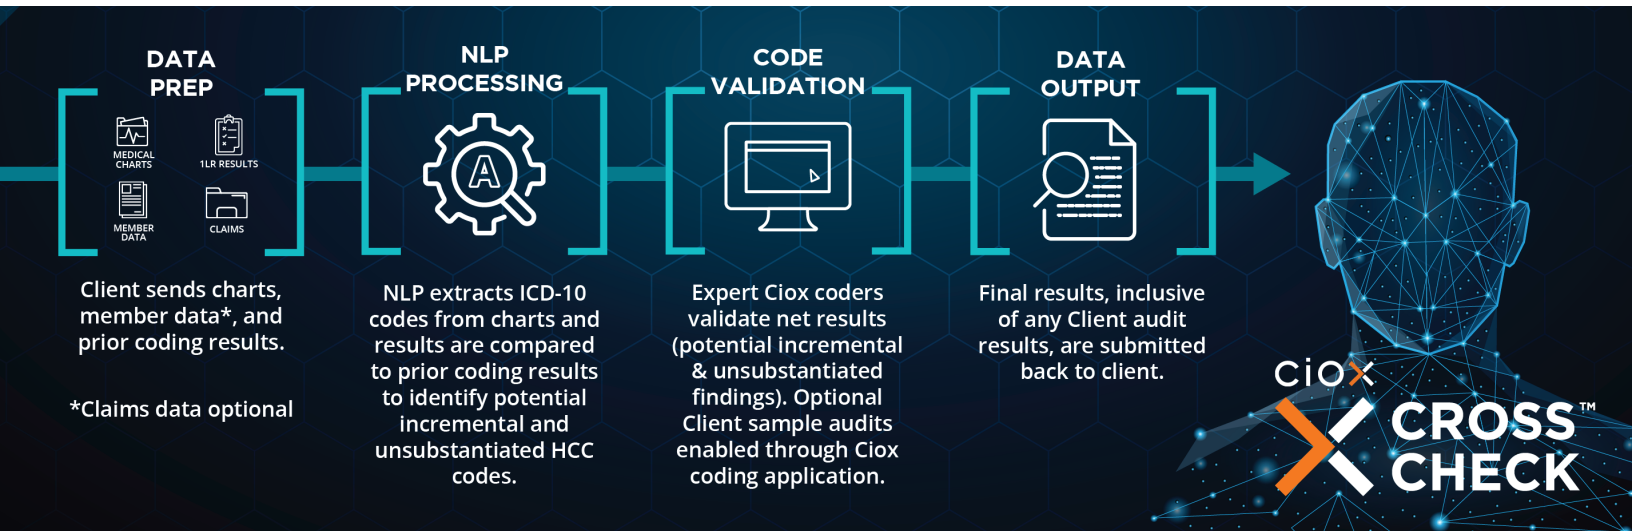 DATA
PREP
MEDICAL
CHARTS
1LR RESULTS
MEMBER
DATA
CLAIMS
Client sends charts,
member data*, and
prior coding results.
*Claims data optional
NLP
PROCESSING
A
NLP extracts ICD-10
codes from charts and
results are compared
to prior coding results
to identify potential
incremental and
unsubstantiated HCC
codes.
CODE
VALIDATION
Expert Ciox coders
validate net results
(potential incremental
& unsubstantiated
findings). Optional
Client sample audits
enabled through Ciox
coding application.
DATA
OUTPUT
Final results, inclusive
of any Client audit
results, are submitted
back to client.
ciox
CROSS™
CHECK